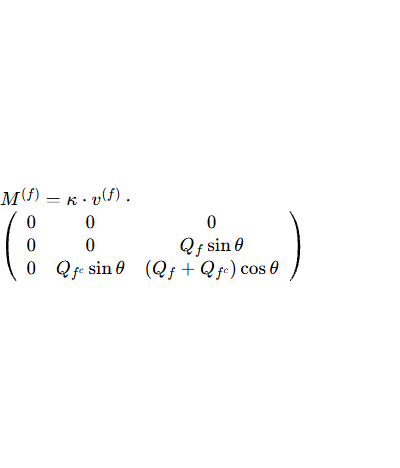 M^{(f)} = κ · v^{(f)} ·
0 0 0
0 0 Q_f sin θ
0 Q_{f^c} sin θ (Q_f + Q_{f^c}) cos θ